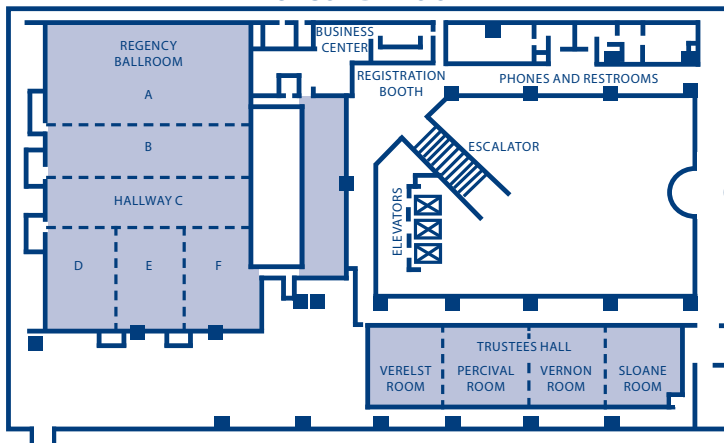 BUSINESS
CENTER
REGENCY
BALLROOM
REGISTRATION
BOOTH
PHONES AND RESTROOMS
A
B
ESCALATOR
HALLWAY C
ELEVATORS
D
E
F
TRUSTEES HALL
VERELST
ROOM
PERCIVAL
ROOM
VERNON
ROOM
SLOANE
ROOM